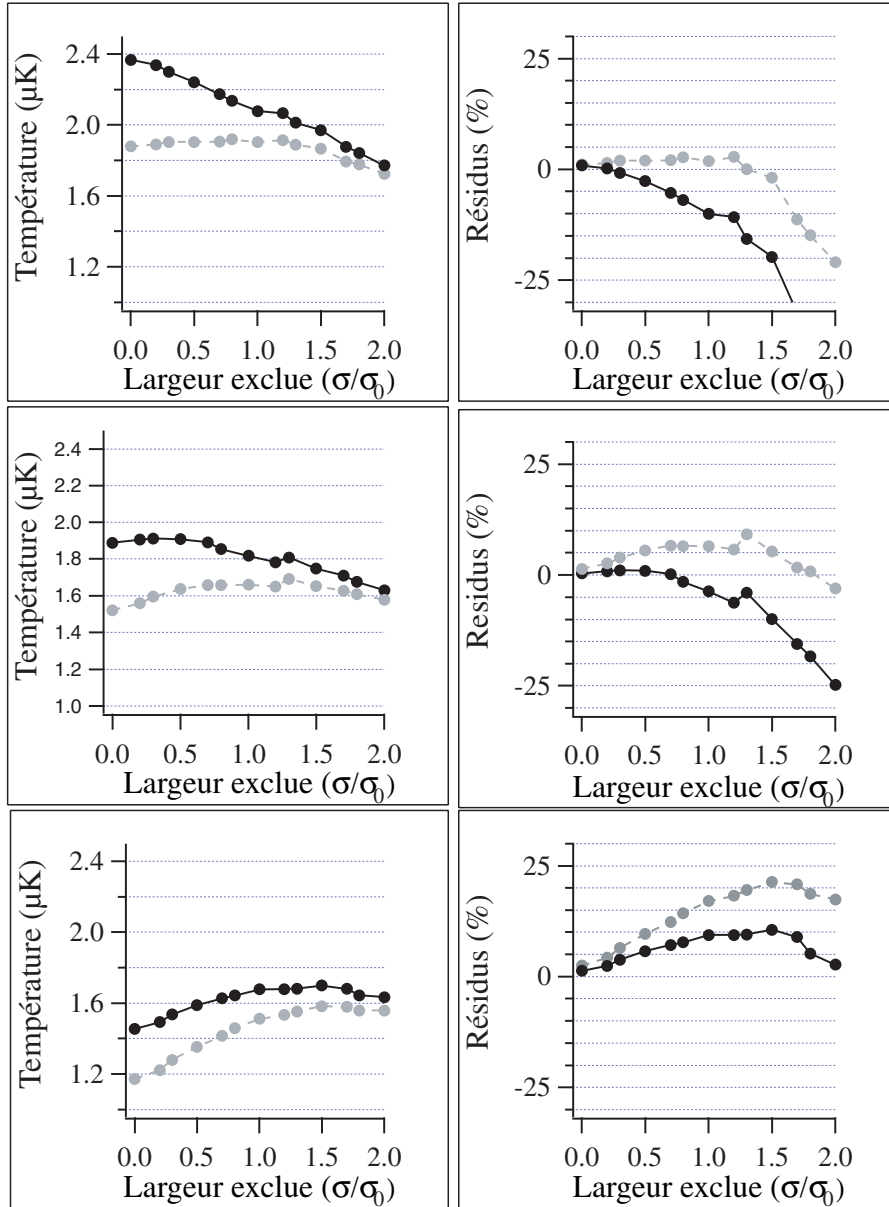 Température (μK)
2.4
2.0
1.6
1.2
0.0 0.5 1.0 1.5 2.0
Largeur exclue (σ/σ0)
Résidus (%)
25
0
-25
0.0 0.5 1.0 1.5 2.0
Largeur exclue (σ/σ0)
Température (μK)
2.4
2.2
2.0
1.8
1.6
1.4
1.2
1.0
0.0 0.5 1.0 1.5 2.0
Largeur exclue (σ/σ0)
Residus (%)
25
0
-25
0.0 0.5 1.0 1.5 2.0
Largeur exclue (σ/σ0)
Température (μK)
2.4
2.0
1.6
1.2
0.0 0.5 1.0 1.5 2.0
Largeur exclue (σ/σ0)
Résidus (%)
25
0
-25
0.0 0.5 1.0 1.5 2.0
Largeur exclue (σ/σ0)